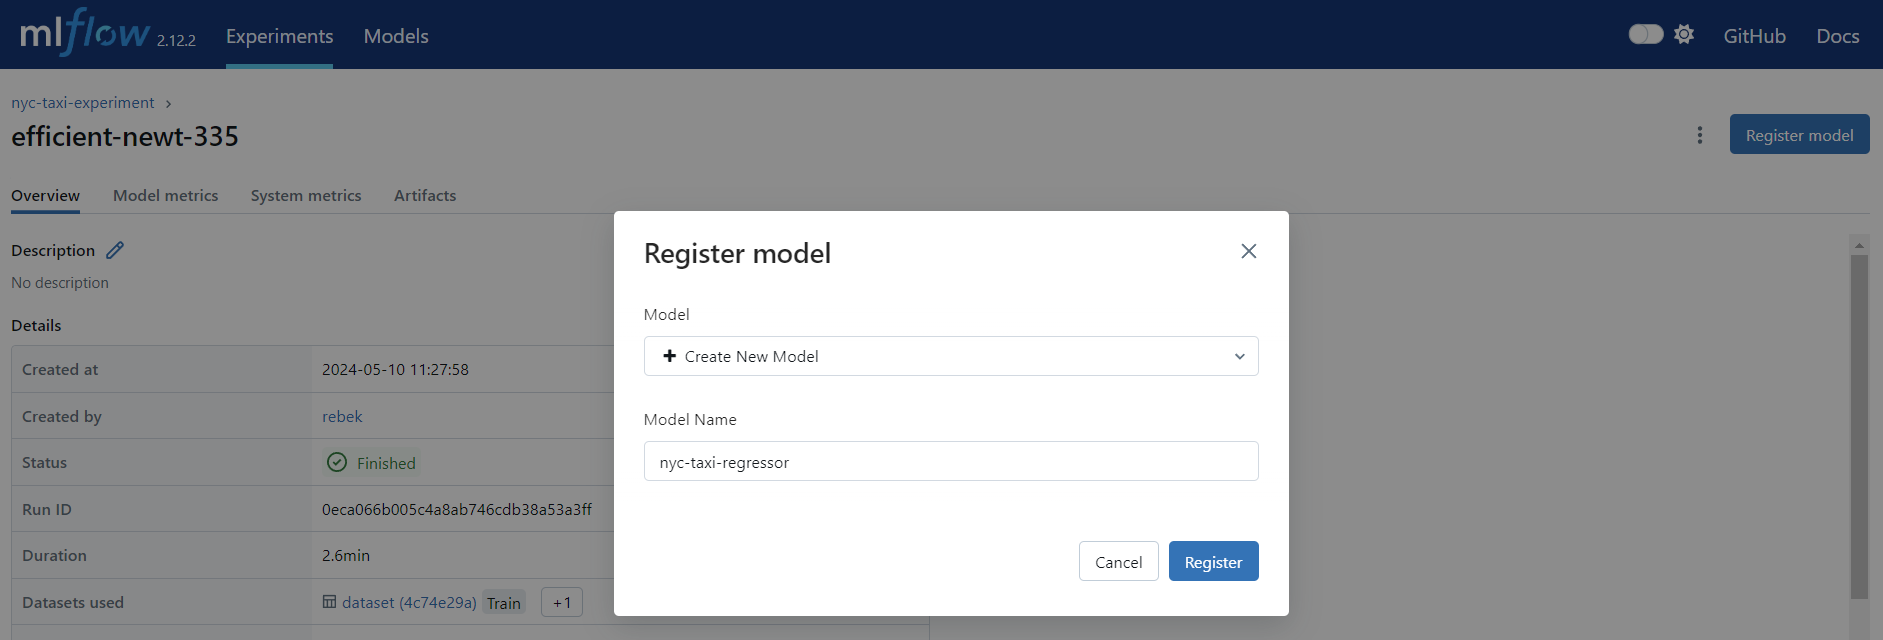 mlflow 2.12.2 Experiments Models GitHub Docs
nyc-taxi-experiment
efficient-newt-335
Register model
Overview Model metrics System metrics Artifacts
Description
No description
Details
Created at 2024-05-10 11:27:58
Created by rebek
Status Finished
Run ID 0eca066b005c4a8ab746cdb38a53a3ff
Duration 2.6min
Datasets used dataset (4c74e29a) Train +1
Register model
Model
Create New Model
Model Name
nyc-taxi-regressor
Cancel Register